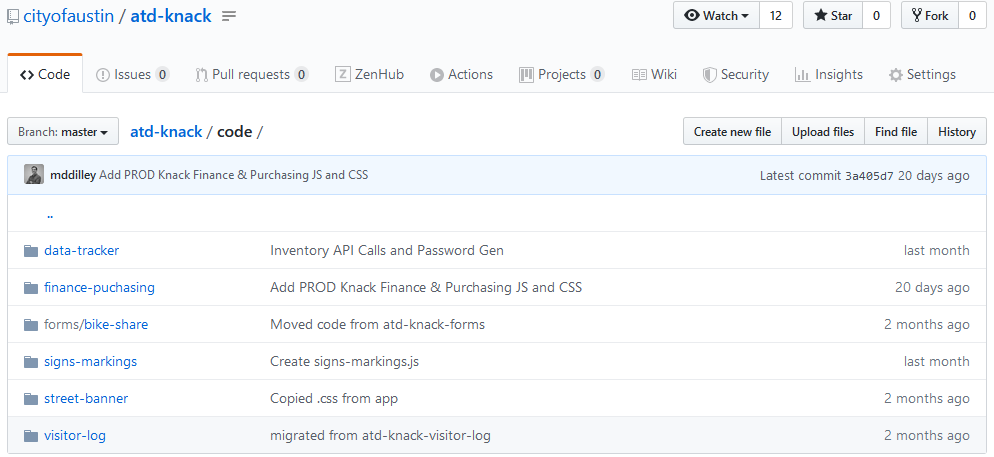 cityofaustin / atd-knack Watch 12 Star 0 Fork 0
Code Issues 0 Pull requests 0 ZenHub Actions Projects 0 Wiki Security Insights Settings
Branch: master atd-knack / code / Create new file Upload files Find file History
mddilley Add PROD Knack Finance & Purchasing JS and CSS Latest commit 3a405d7 20 days ago
..
data-tracker Inventory API Calls and Password Gen last month
finance-puchasing Add PROD Knack Finance & Purchasing JS and CSS 20 days ago
forms/bike-share Moved code from atd-knack-forms 2 months ago
signs-markings Create signs-markings.js last month
street-banner Copied .css from app 2 months ago
visitor-log migrated from atd-knack-visitor-log 2 months ago